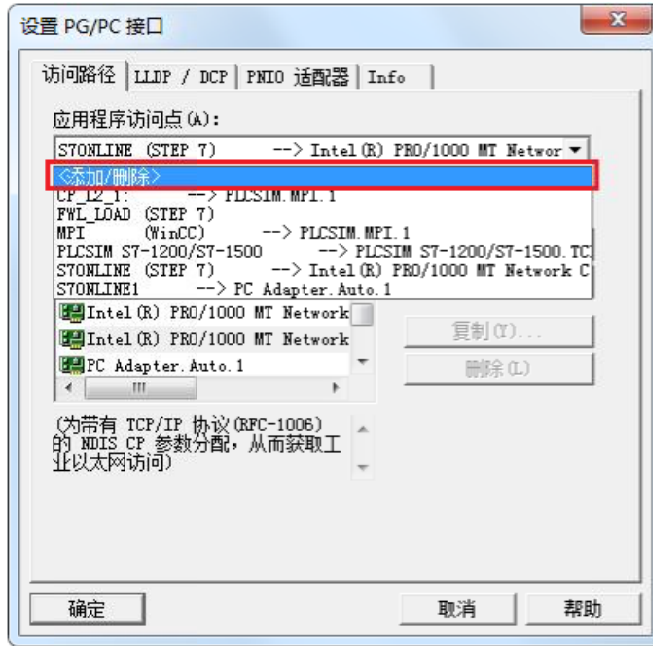 设置 PG/PC 接口
访问路径 LLDP / DCP PNIO 适配器 Info
应用程序访问点(A):
S7ONLINE (STEP 7) --> Intel(R) PRO/1000 MT Networ
<添加/删除>
CP_L2_1: --> PLCSIM.MPI.1
FWL_LOAD (STEP 7)
MPI (WinCC) --> PLCSIM.MPI.1
PLCSIM S7-1200/S7-1500 --> PLCSIM S7-1200/S7-1500.TC
S7ONLINE (STEP 7) --> Intel(R) PRO/1000 MT Network C
S7ONLINE1 --> PC Adapter.Auto.1
Intel(R) PRO/1000 MT Network
复制(Y)...
Intel(R) PRO/1000 MT Network
PC Adapter.Auto.1
删除(L)
(为带有 TCP/IP 协议(RFC-1006)
的 NDIS CP 参数分配，从而获取工
业以太网访问)
确定 取消 帮助